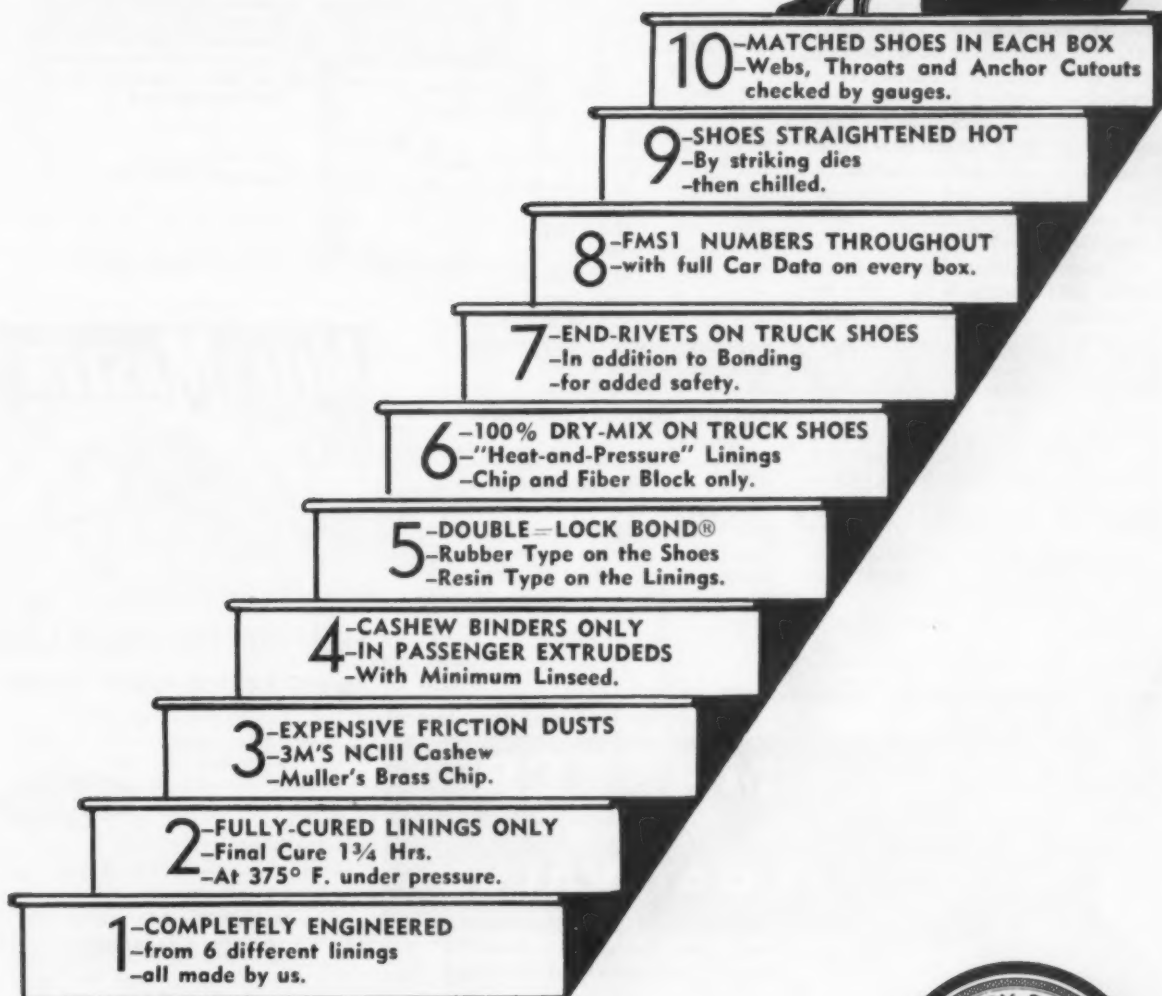 10 -MATCHED SHOES IN EACH BOX
-Webs, Throats and Anchor Cutouts
checked by gauges.
9 -SHOES STRAIGHTENED HOT
-By striking dies
-then chilled.
8 -FMS1 NUMBERS THROUGHOUT
-with full Car Data on every box.
7 -END-RIVETS ON TRUCK SHOES
-In addition to Bonding
-for added safety.
6 -100% DRY-MIX ON TRUCK SHOES
-"Heat-and-Pressure" Linings
-Chip and Fiber Block only.
5 -DOUBLE=LOCK BOND®
-Rubber Type on the Shoes
-Resin Type on the Linings.
4 -CASHEW BINDERS ONLY
-IN PASSENGER EXTRUDEDS
-With Minimum Linseed.
3 -EXPENSIVE FRICTION DUSTS
-3M'S NCIII Cashew
-Muller's Brass Chip.
2 -FULLY-CURED LININGS ONLY
-Final Cure 1¾ Hrs.
-At 375° F. under pressure.
1 -COMPLETELY ENGINEERED
-from 6 different linings
-all made by us.